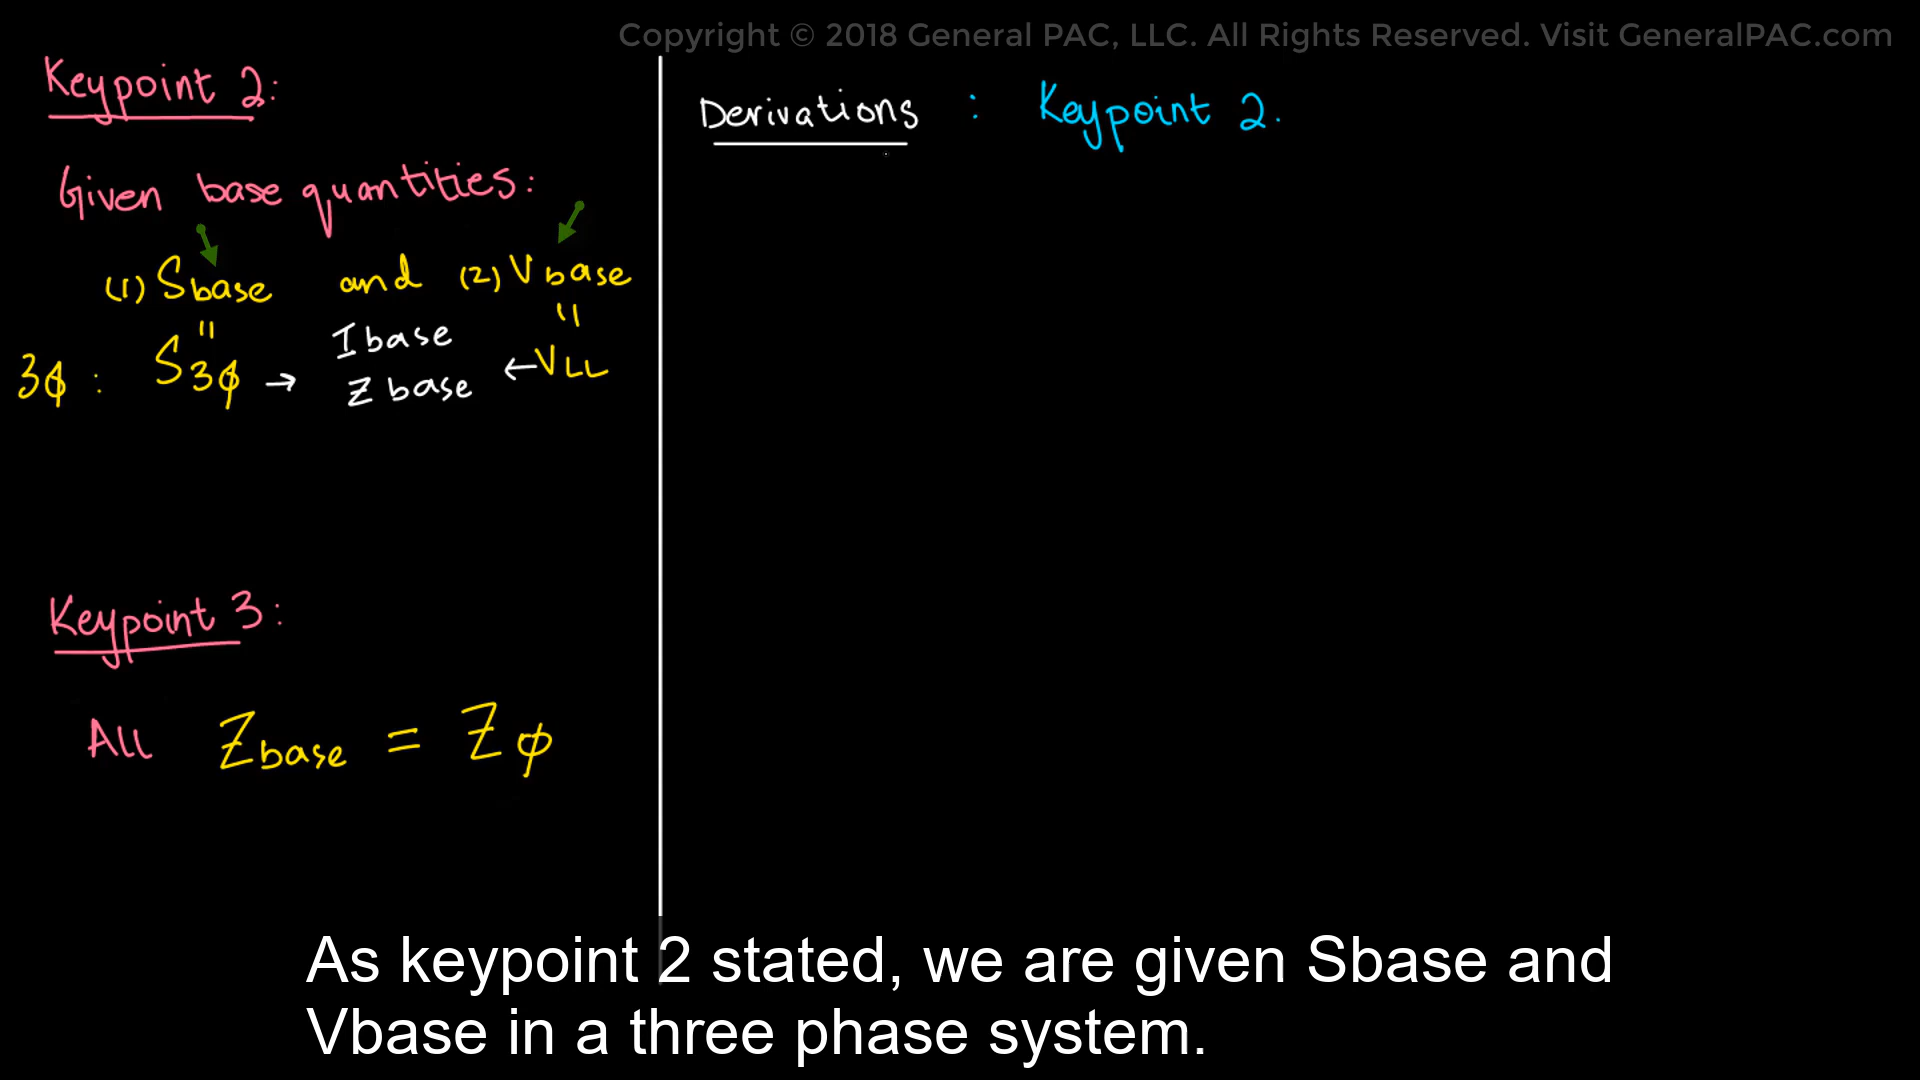 Copyright © 2018 General PAC, LLC. All Rights Reserved. Visit GeneralPAC.com
Keypoint 2:
Given base quantities:
(1) Sbase and (2) Vbase
= Ibase =
3ϕ: S3ϕ → Zbase ← VLL
Keypoint 3:
All Zbase = Zϕ
Derivations : Keypoint 2.
As keypoint 2 stated, we are given Sbase and
Vbase in a three phase system.